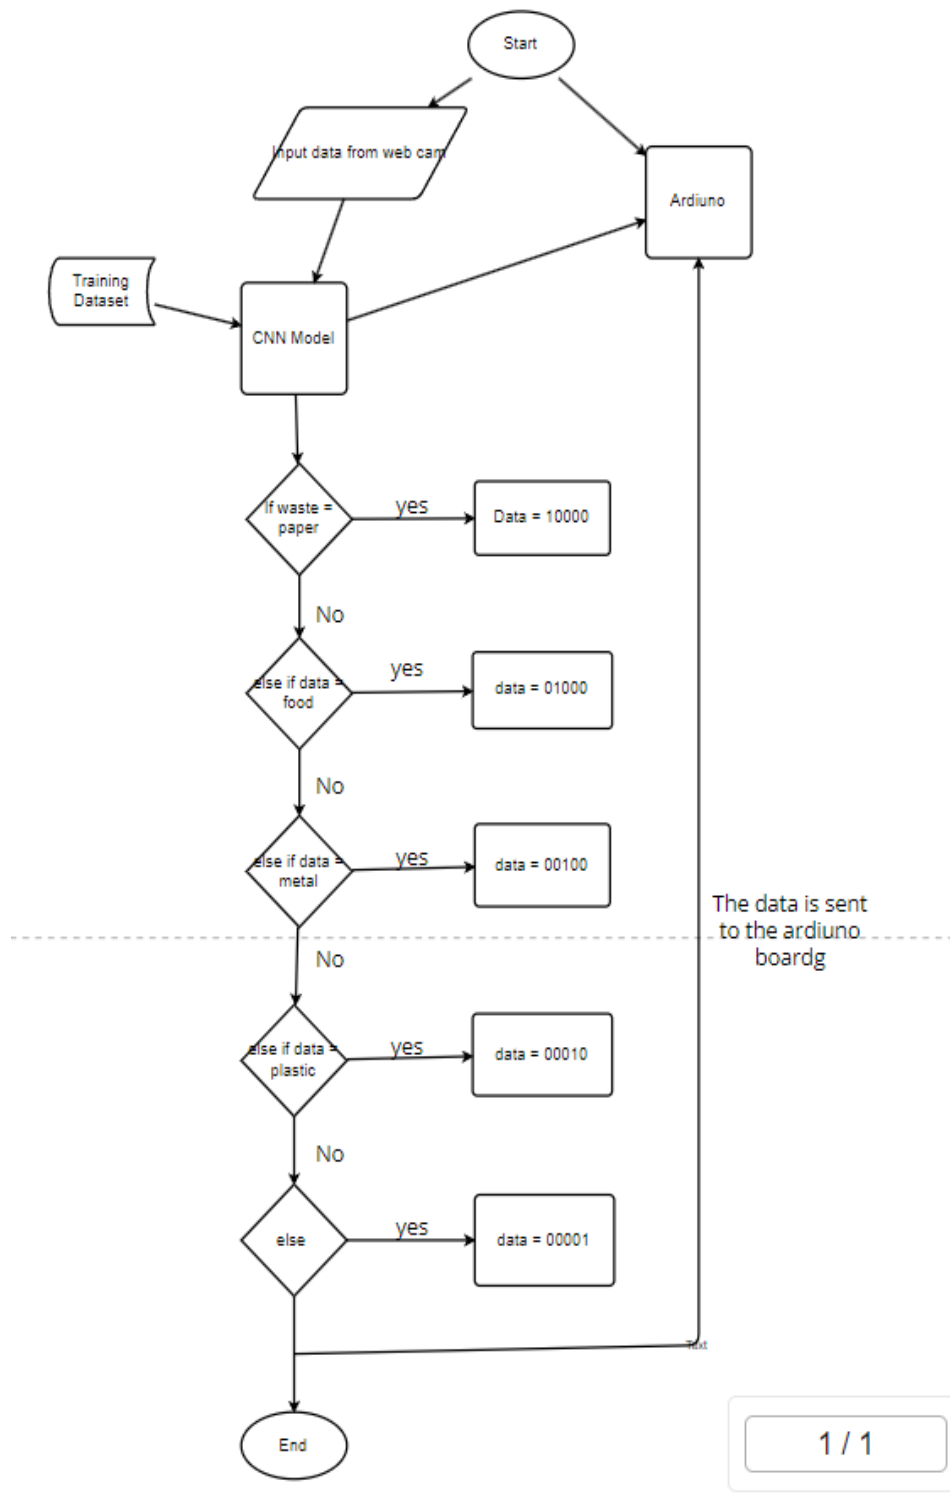 Start
Input data from web cam
Ardiuno
Training
Dataset
CNN Model
If waste =
paper
yes
Data = 10000
No
else if data =
food
yes
data = 01000
No
else if data =
metal
yes
data = 00100
The data is sent
to the ardiuno
boardg
No
else if data =
plastic
yes
data = 00010
No
else
yes
data = 00001
Text
End
1 / 1